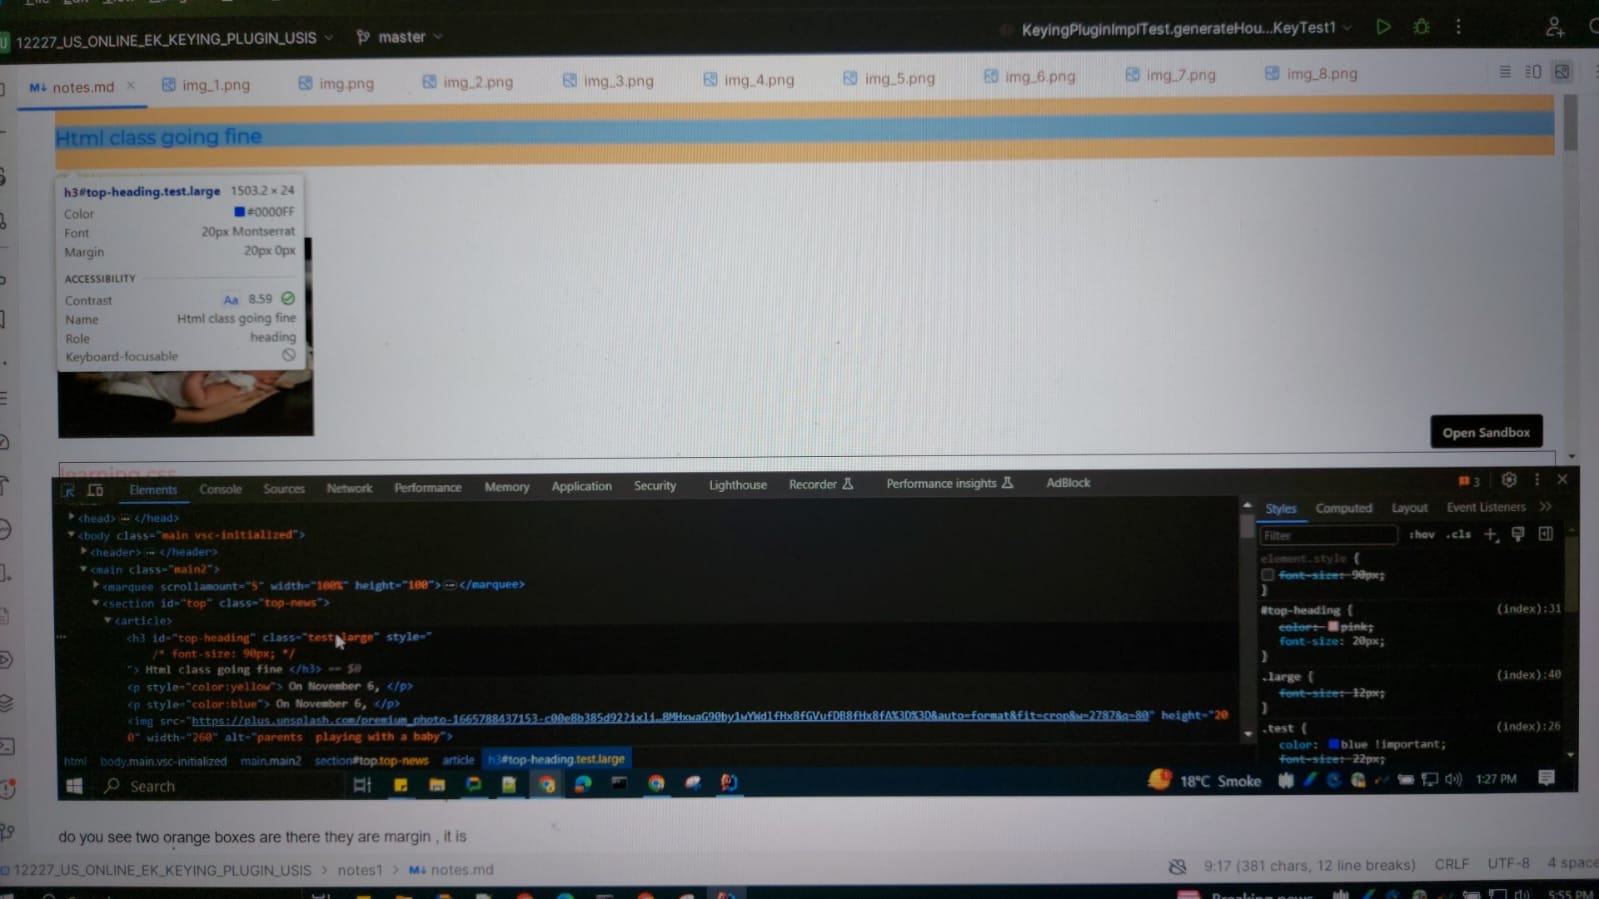 12227_US_ONLINE_EK_KEYING_PLUGIN_USIS
master
KeyingPluginImplTest.generateHou...KeyTest1
notes.md
img_1.png
img.png
img_2.png
img_3.png
img_4.png
img_5.png
img_6.png
img_7.png
img_8.png
Html class going fine
h3#top-heading.test.large 1503.2 × 24
Color #0000FF
Font 20px Montserrat
Margin 20px 0px
ACCESSIBILITY
Contrast Aa 8.59
Name Html class going fine
Role heading
Keyboard-focusable
Open Sandbox
learning css
Elements Console Sources Network Performance Memory Application Security Lighthouse Recorder Performance insights AdBlock 3
<head> … </head>
<body class="main vsc-initialized">
<header> … </header>
<main class="main2">
<marquee scrollamount="5" width="100%" height="100"> … </marquee>
<section id="top" class="top-news">
<article>
<h3 id="top-heading" class="test large" style="
/* font-size: 90px; */
"> Html class going fine </h3> == $0
<p style="color:yellow"> On November 6, </p>
<p style="color:blue"> On November 6, </p>
<img src="https://plus.unsplash.com/premium_photo-1665788437153-c00e8b385d92?ixli…8MHxwaG90by1wYWdlfHx8fGVufDB8fHx8fA%3D%3D&auto=format&fit=crop&w=2787&q=80" height="20
0" width="260" alt="parents playing with a baby">
html body.main.vsc-initialized main.main2 section#top.top-news article h3#top-heading.test.large
Styles Computed Layout Event Listeners
Filter :hov .cls
element.style {
font-size: 90px;
}
#top-heading { (index):31
color: pink;
font-size: 20px;
}
.large { (index):40
font-size: 12px;
}
.test { (index):26
color: blue !important;
font-size: 22px;
Search
18°C Smoke
1:27 PM
do you see two orange boxes are there they are margin , it is
12227_US_ONLINE_EK_KEYING_PLUGIN_USIS > notes1 > notes.md
9:17 (381 chars, 12 line breaks) CRLF UTF-8 4 space
Breaking news
5:55 PM